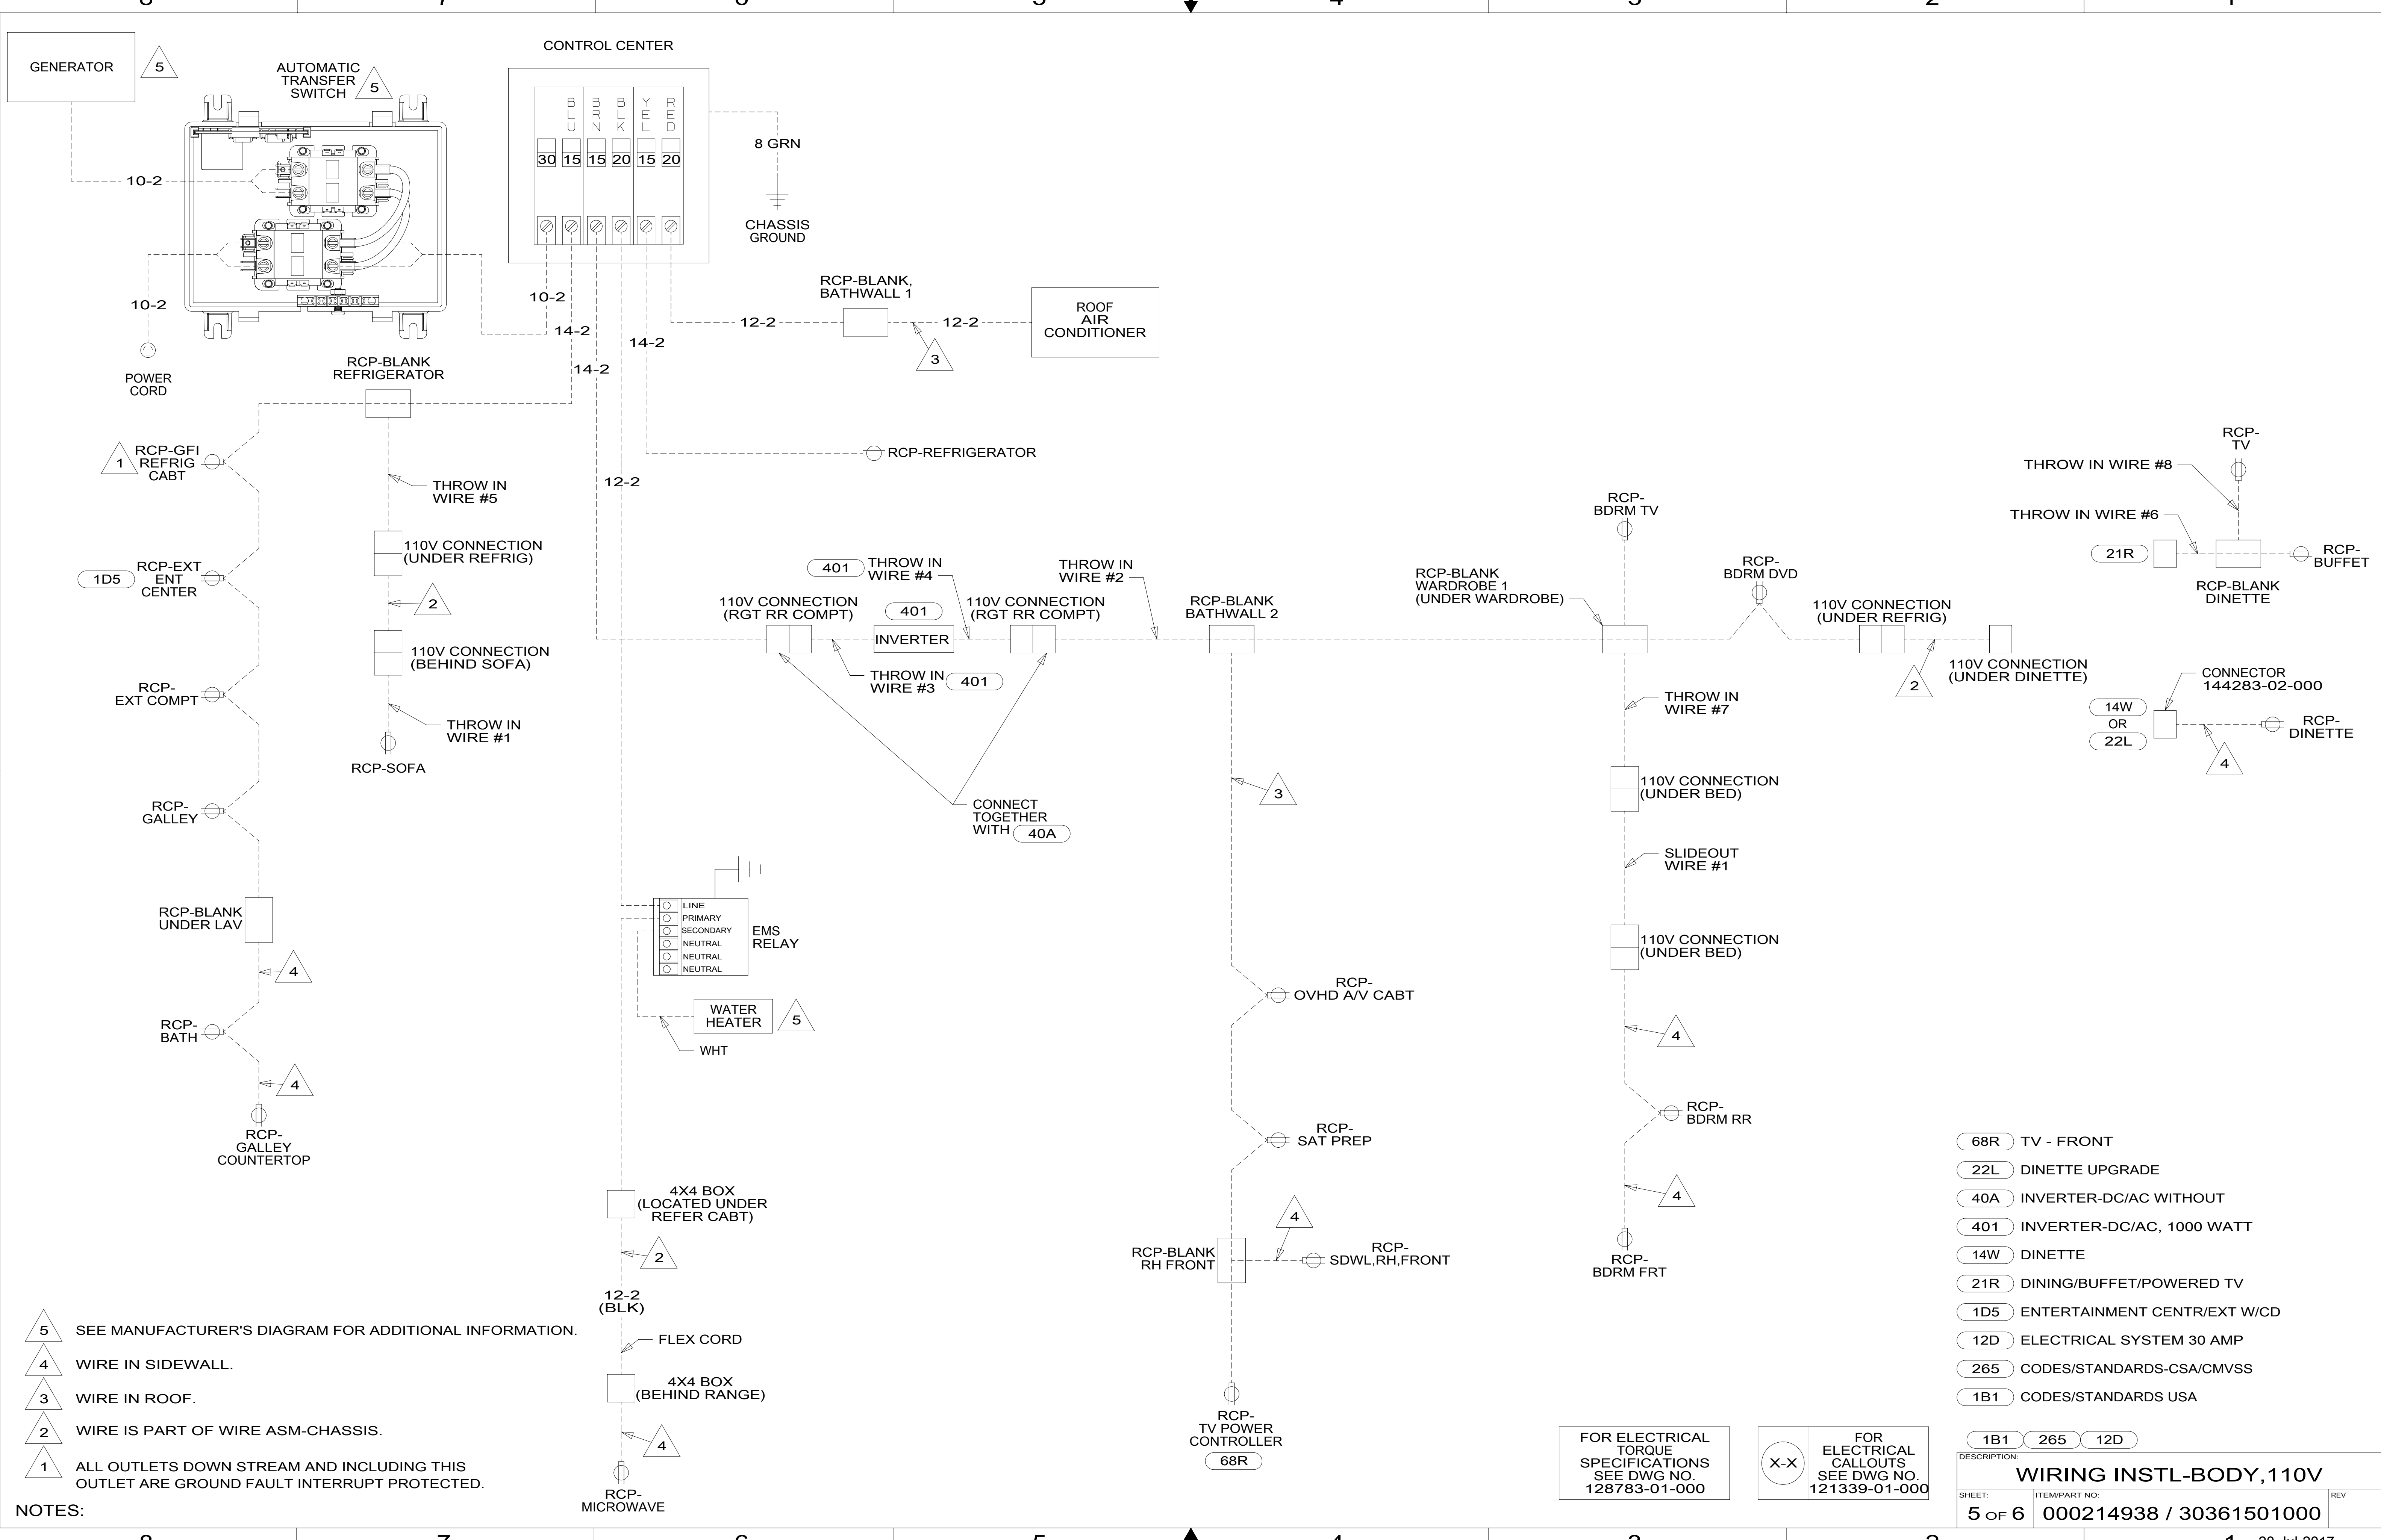 8 7 6 5 4 3 2 1
GENERATOR
5
AUTOMATIC
TRANSFER
SWITCH
5
10-2
10-2
POWER
CORD
CONTROL CENTER
BLU
BRN
BLK
YEL
RED
30 15 15 20 15 20
8 GRN
CHASSIS
GROUND
10-2
14-2
14-2
14-2
12-2
RCP-BLANK,
BATHWALL 1
12-2
12-2
3
ROOF
AIR
CONDITIONER
RCP-BLANK
REFRIGERATOR
1
RCP-GFI
REFRIG
CABT
1D5
RCP-EXT
ENT
CENTER
RCP-
EXT COMPT
RCP-
GALLEY
RCP-BLANK
UNDER LAV
4
RCP-
BATH
4
RCP-
GALLEY
COUNTERTOP
THROW IN
WIRE #5
110V CONNECTION
(UNDER REFRIG)
2
110V CONNECTION
(BEHIND SOFA)
THROW IN
WIRE #1
RCP-SOFA
RCP-REFRIGERATOR
12-2
110V CONNECTION
(RGT RR COMPT)
401
THROW IN
WIRE #4
401
INVERTER
THROW IN
WIRE #3
401
110V CONNECTION
(RGT RR COMPT)
THROW IN
WIRE #2
CONNECT
TOGETHER
WITH
40A
RCP-BLANK
BATHWALL 2
3
RCP-
OVHD A/V CABT
RCP-
SAT PREP
4
RCP-BLANK
RH FRONT
RCP-
SDWL,RH,FRONT
RCP-
TV POWER
CONTROLLER
68R
RCP-BLANK
WARDROBE 1
(UNDER WARDROBE)
RCP-
BDRM TV
RCP-
BDRM DVD
110V CONNECTION
(UNDER REFRIG)
2
110V CONNECTION
(UNDER DINETTE)
THROW IN
WIRE #7
110V CONNECTION
(UNDER BED)
SLIDEOUT
WIRE #1
110V CONNECTION
(UNDER BED)
4
RCP-
BDRM RR
4
RCP-
BDRM FRT
RCP-
TV
THROW IN WIRE #8
THROW IN WIRE #6
21R
RCP-
BUFFET
RCP-BLANK
DINETTE
CONNECTOR
144283-02-000
14W
OR
22L
RCP-
DINETTE
4
LINE
PRIMARY
SECONDARY
NEUTRAL
NEUTRAL
NEUTRAL
EMS
RELAY
WATER
HEATER
5
WHT
4X4 BOX
(LOCATED UNDER
REFER CABT)
2
12-2
(BLK)
FLEX CORD
4X4 BOX
(BEHIND RANGE)
4
RCP-
MICROWAVE
5 SEE MANUFACTURER'S DIAGRAM FOR ADDITIONAL INFORMATION.
4 WIRE IN SIDEWALL.
3 WIRE IN ROOF.
2 WIRE IS PART OF WIRE ASM-CHASSIS.
1 ALL OUTLETS DOWN STREAM AND INCLUDING THIS
OUTLET ARE GROUND FAULT INTERRUPT PROTECTED.
NOTES:
68R TV - FRONT
22L DINETTE UPGRADE
40A INVERTER-DC/AC WITHOUT
401 INVERTER-DC/AC, 1000 WATT
14W DINETTE
21R DINING/BUFFET/POWERED TV
1D5 ENTERTAINMENT CENTR/EXT W/CD
12D ELECTRICAL SYSTEM 30 AMP
265 CODES/STANDARDS-CSA/CMVSS
1B1 CODES/STANDARDS USA
FOR ELECTRICAL
TORQUE
SPECIFICATIONS
SEE DWG NO.
128783-01-000
X-X
FOR
ELECTRICAL
CALLOUTS
SEE DWG NO.
121339-01-000
1B1 265 12D
DESCRIPTION:
WIRING INSTL-BODY,110V
SHEET:
5 OF 6
ITEM/PART NO:
000214938 / 30361501000
REV